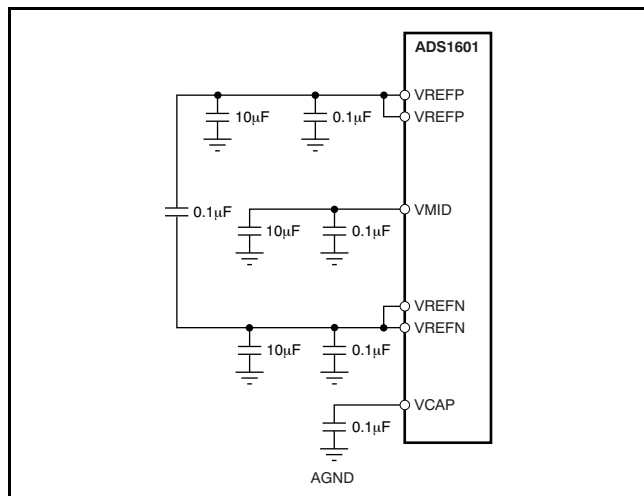 ADS1601
VREFP
10µF 0.1µF
VREFP
0.1µF
VMID
10µF 0.1µF
VREFN
VREFN
10µF 0.1µF
VCAP
0.1µF
AGND